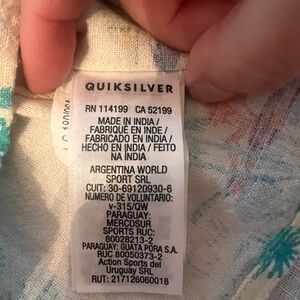 QUIKSILVER
RN 114199 CA 52199
MADE IN INDIA /
FABRIQUÉ EN INDE /
FABRICADO EN INDIA /
HECHO EN INDIA / FEITO
NA INDIA
ARGENTINA WORLD
SPORT SRL
CUIT: 30-69120930-6
NUMERO DE VOLUNTARIO:
v-315/QW
PARAGUAY:
MERCOSUR
SPORTS RUC:
80028213-2
PARAGUAY: GUATA PORA S.A.
RUC 80050373-2
Action Sports del
Uruguay SRL
RUT: 217126060018